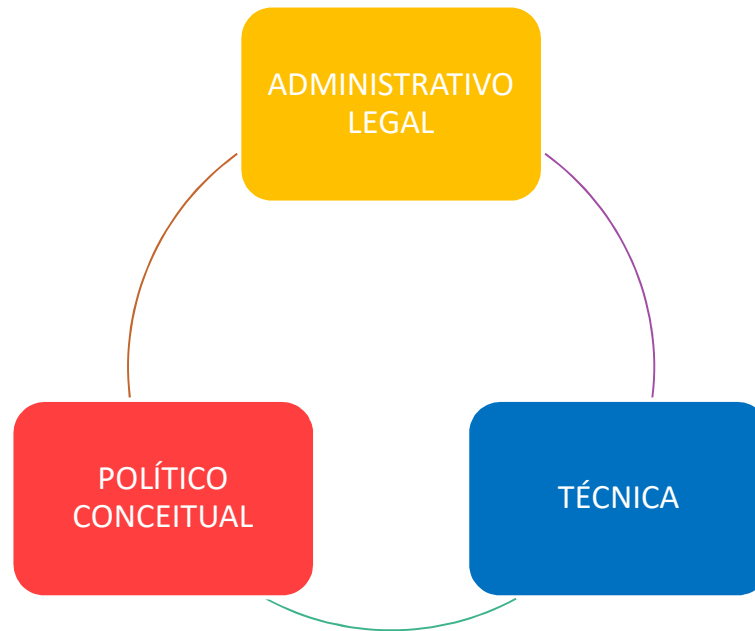 ADMINISTRATIVO
LEGAL
POLÍTICO
CONCEITUAL
TÉCNICA